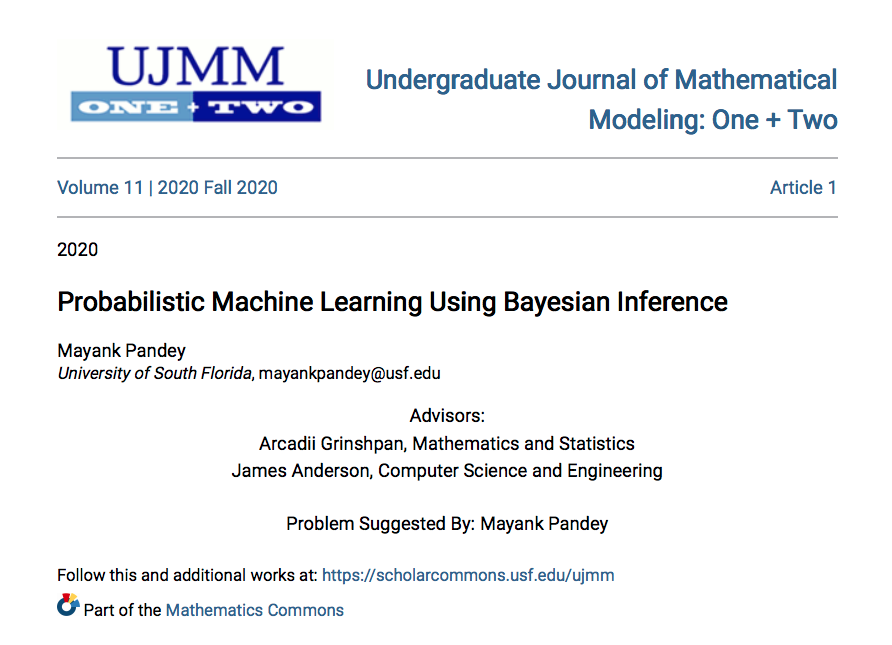 UJMM
ONE + TWO
Undergraduate Journal of Mathematical
Modeling: One + Two
Volume 11 | 2020 Fall 2020
Article 1
2020
Probabilistic Machine Learning Using Bayesian Inference
Mayank Pandey
University of South Florida, mayankpandey@usf.edu
Advisors:
Arcadii Grinshpan, Mathematics and Statistics
James Anderson, Computer Science and Engineering
Problem Suggested By: Mayank Pandey
Follow this and additional works at: https://scholarcommons.usf.edu/ujmm
Part of the Mathematics Commons